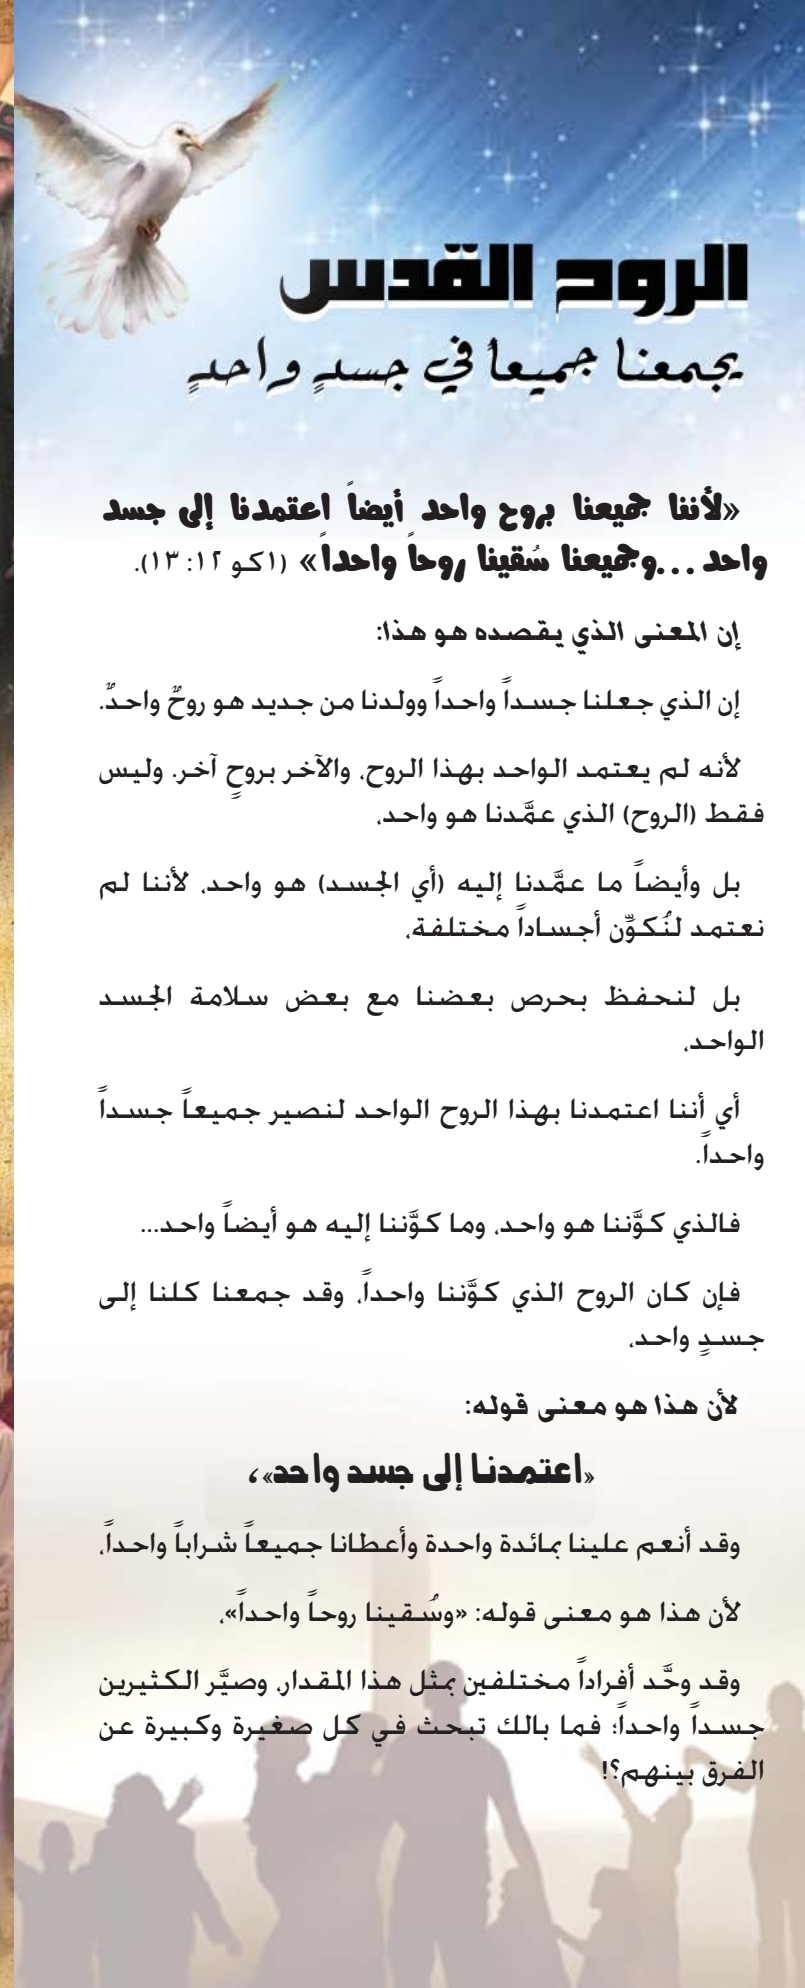 الروح القدس
يجمعنا جميعاً في جسدٍ واحدٍ
«لأننا جميعنا بروح واحد أيضاً اعتمدنا إلى جسد
واحد ...وجميعنا سُقينا روحاً واحداً» (١كو ١٢: ١٣).
إن المعنى الذي يقصده هو هذا:
إن الذي جعلنا جسداً واحداً وولدنا من جديد هو روحٌ واحدٌ.
لأنه لم يعتمد الواحد بهذا الروح، والآخر بروحٍ آخر. وليس
فقط (الروح) الذي عمَّدنا هو واحد،
بل وأيضاً ما عمَّدنا إليه (أي الجسد) هو واحد، لأننا لم
نعتمد لنُكوِّن أجساداً مختلفة،
بل لنحفظ بحرص بعضنا مع بعض سلامة الجسد
الواحد،
أي أننا اعتمدنا بهذا الروح الواحد لنصير جميعاً جسداً
واحداً.
فالذي كوَّننا هو واحد، وما كوَّننا إليه هو أيضاً واحد...
فإن كان الروح الذي كوَّننا واحداً، وقد جمعنا كلنا إلى
جسدٍ واحد،
لأن هذا هو معنى قوله:
«اعتمدنا إلى جسد واحد»،
وقد أنعم علينا بمائدة واحدة وأعطانا جميعاً شراباً واحداً،
لأن هذا هو معنى قوله: «وسُقينا روحاً واحداً»،
وقد وحَّد أفراداً مختلفين بمثل هذا المقدار، وصيَّر الكثيرين
جسداً واحداً؛ فما بالك تبحث في كل صغيرة وكبيرة عن
الفرق بينهم؟!